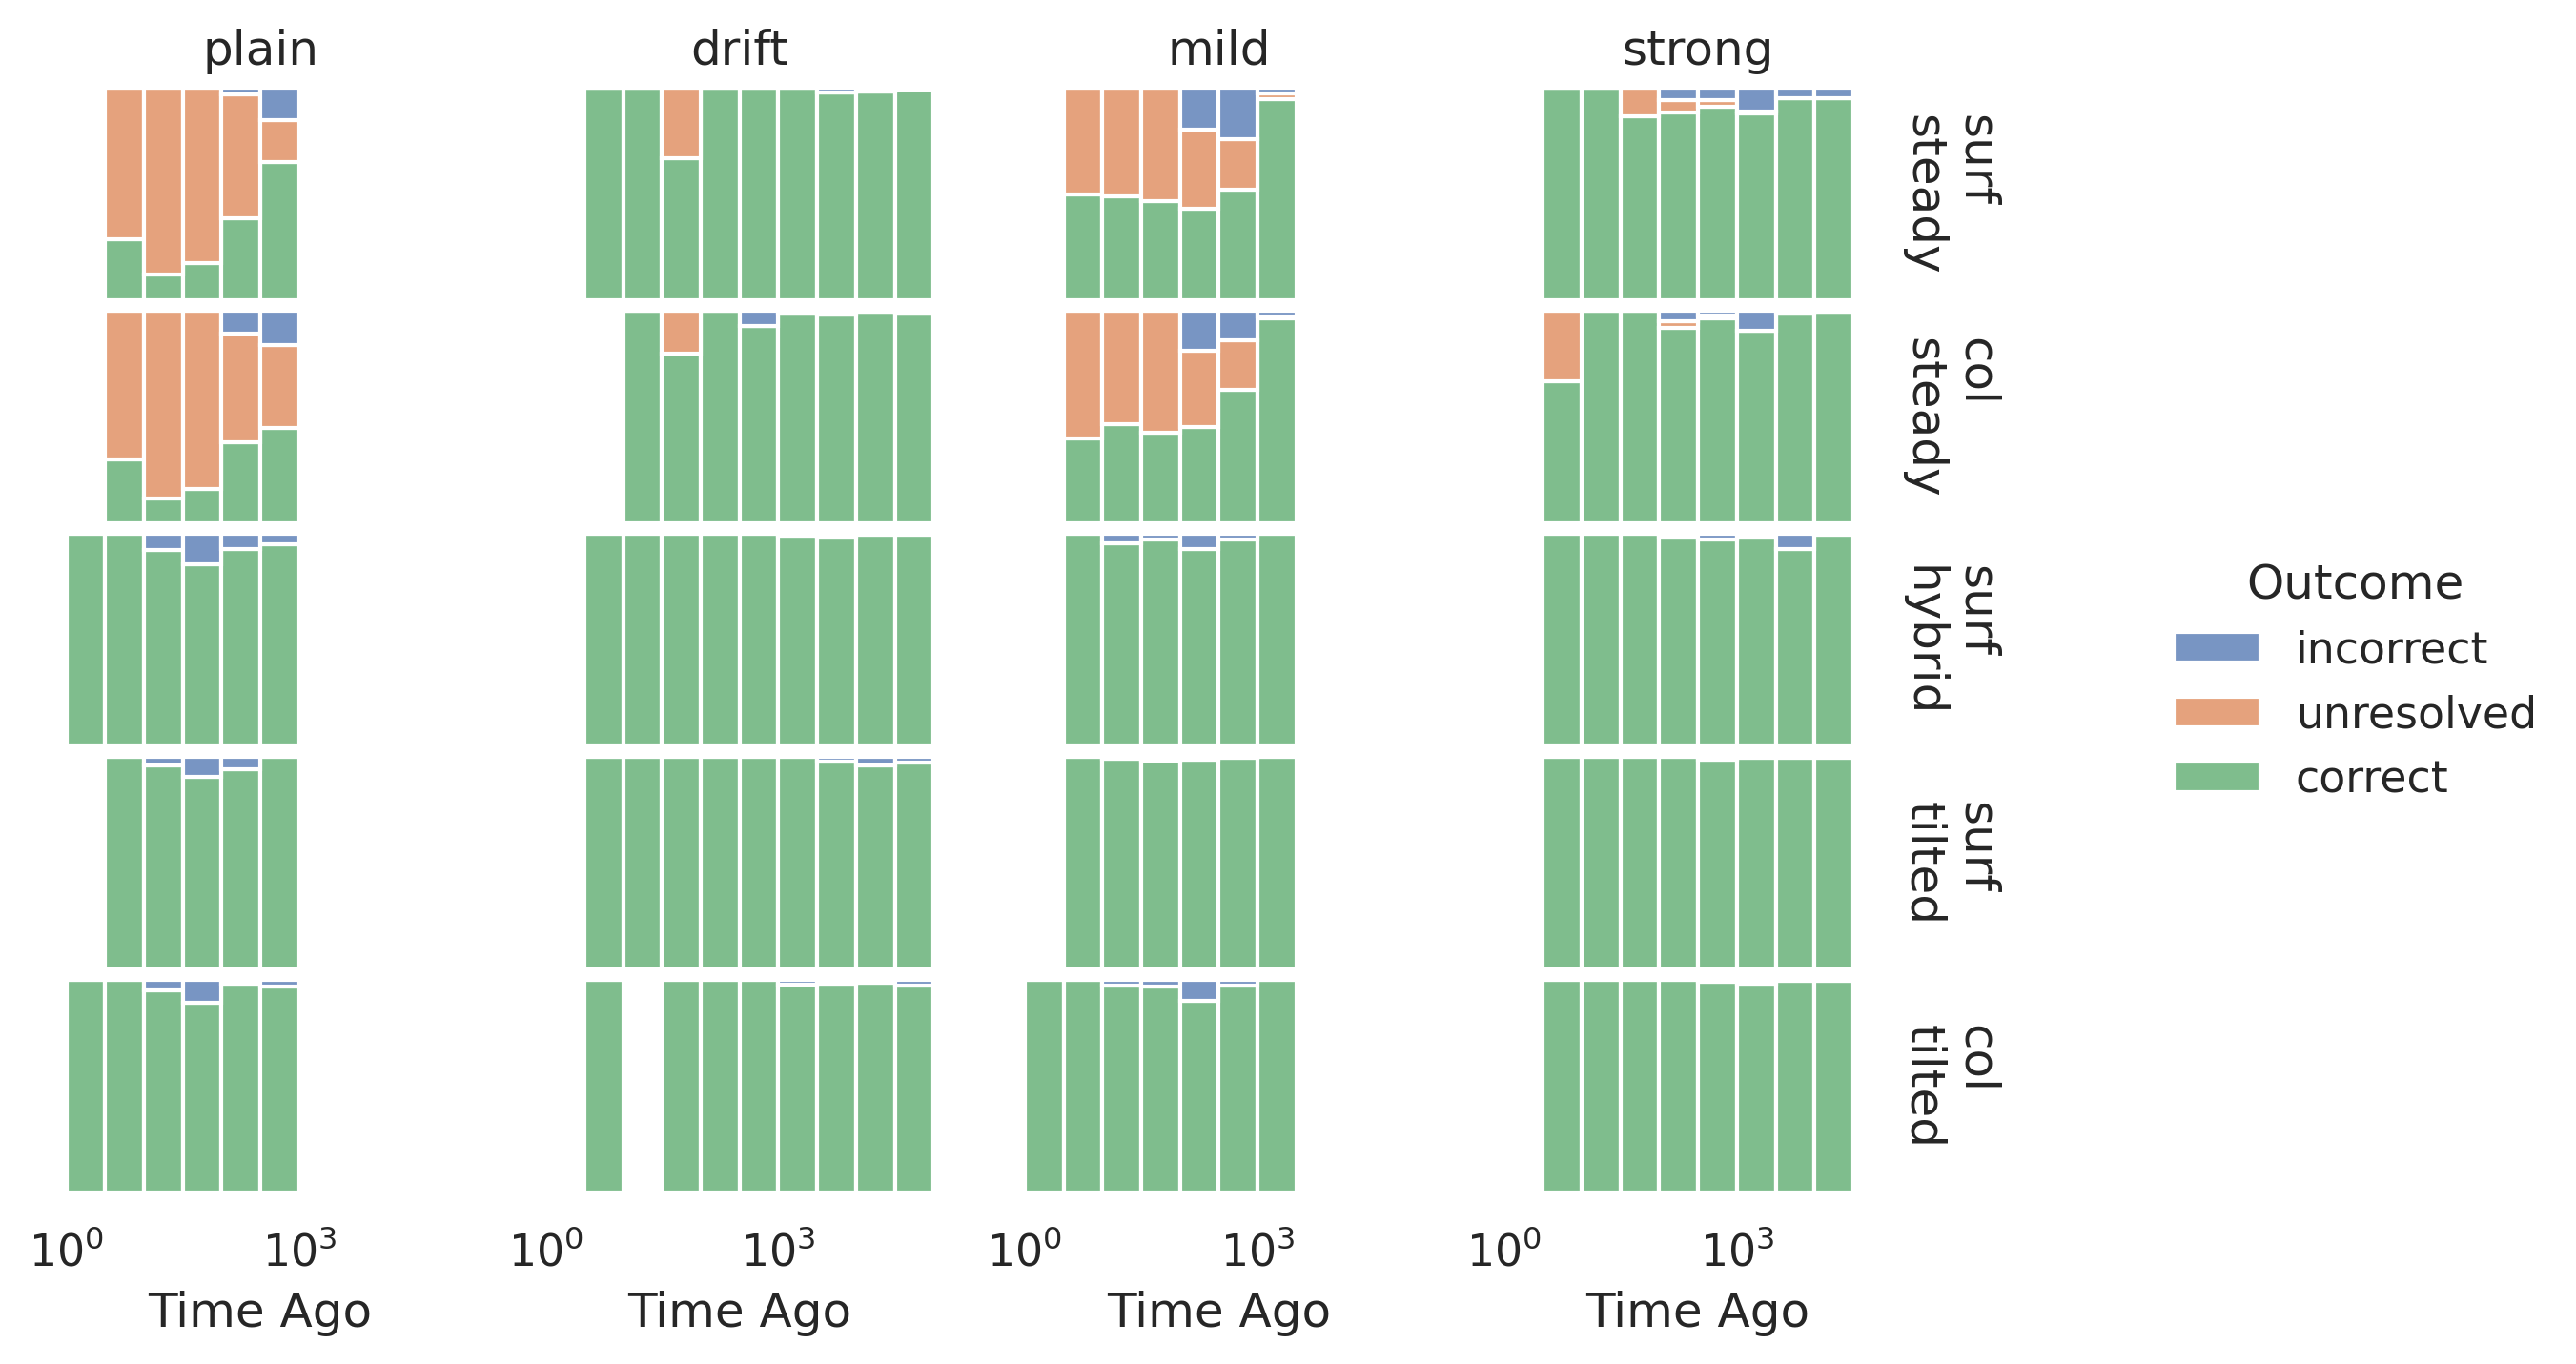 plain
drift
mild
strong
surf
steady
col
steady
surf
hybrid
surf
tilted
col
tilted
Outcome
incorrect
unresolved
correct
10⁰
10³
10⁰
10³
10⁰
10³
10⁰
10³
Time Ago
Time Ago
Time Ago
Time Ago